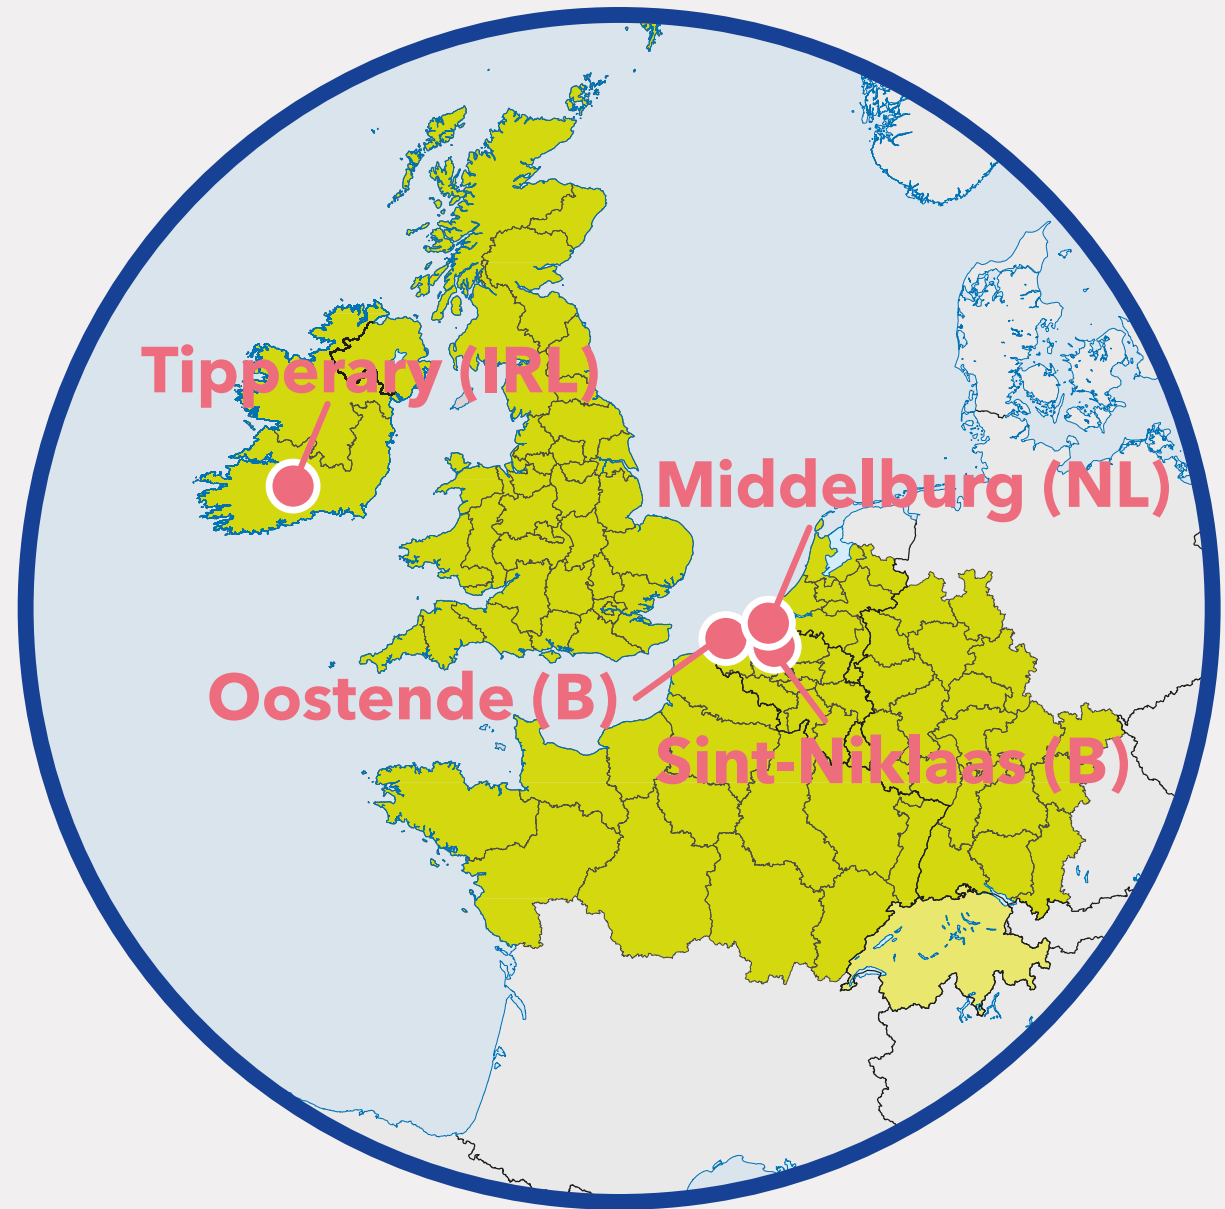 Tipperary (IRL)
Middelburg (NL)
Oostende (B)
Sint-Niklaas (B)